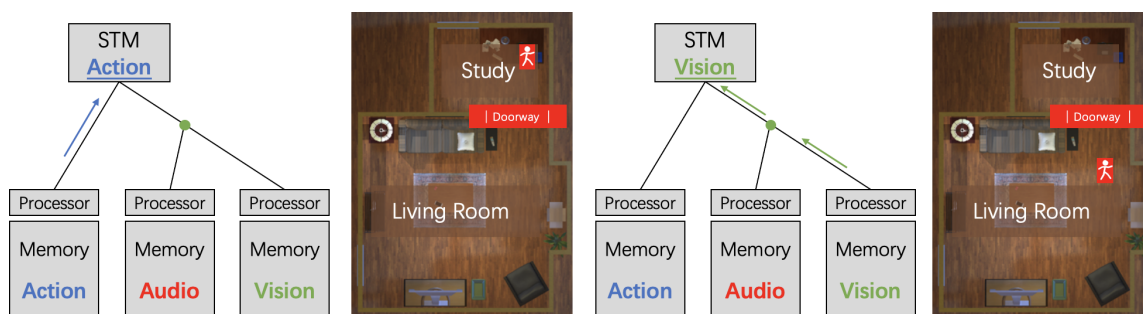 STM
Action
Processor
Processor
Processor
Memory
Action
Memory
Audio
Memory
Vision
Study
| Doorway |
Living Room
STM
Vision
Processor
Processor
Processor
Memory
Action
Memory
Audio
Memory
Vision
Study
| Doorway |
Living Room